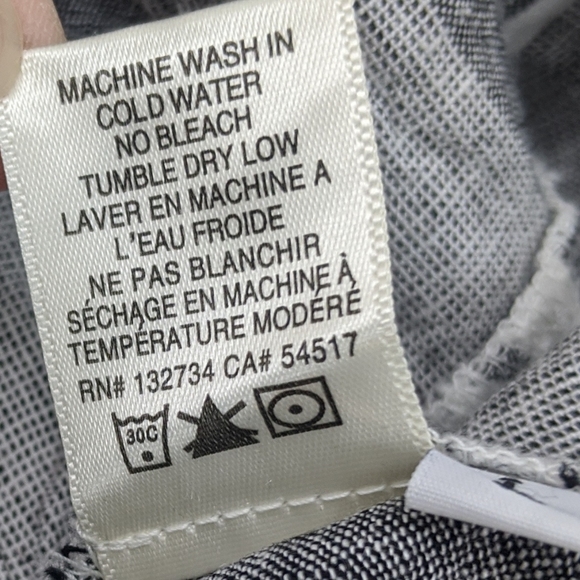 MACHINE WASH IN
COLD WATER
NO BLEACH
TUMBLE DRY LOW
LAVER EN MACHINE A
L'EAU FROIDE
NE PAS BLANCHIR
SÉCHAGE EN MACHINE À
TEMPÉRATURE MODÉRÉ
RN# 132734 CA# 54517
30C